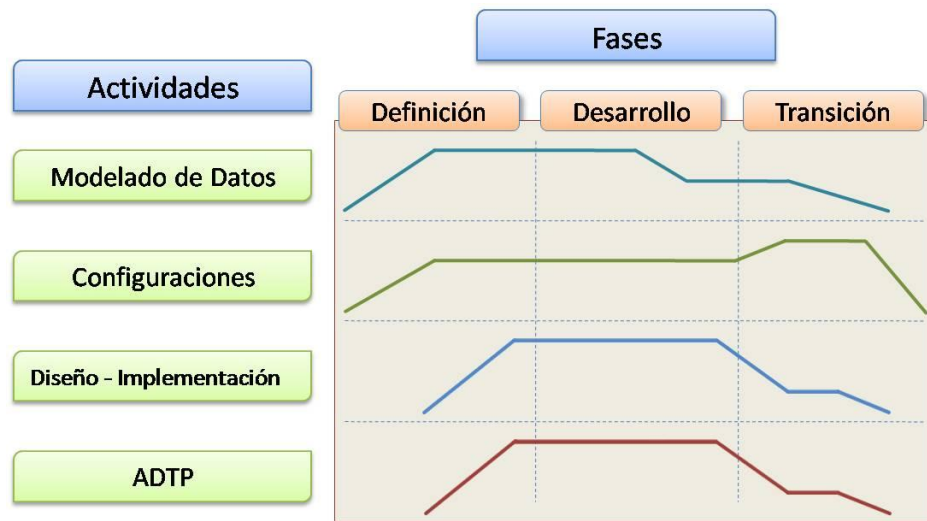 Fases
Actividades
Definición
Desarrollo
Transición
Modelado de Datos
Configuraciones
Diseño - Implementación
ADTP